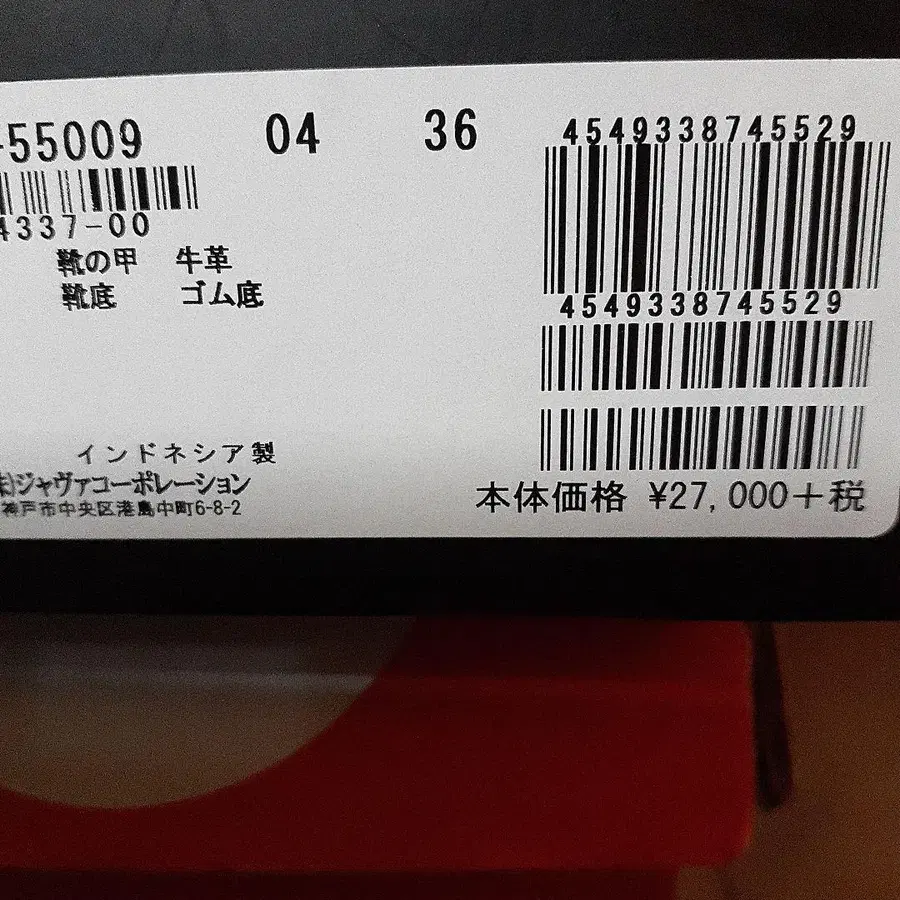 -55009 04 36
4549338745529
4337-00
靴の甲 牛革
靴底 ゴム底
4549338745529
インドネシア製
㈱ジャヴァコーポレーション
神戸市中央区港島中町6-8-2
本体価格 ¥27,000+税